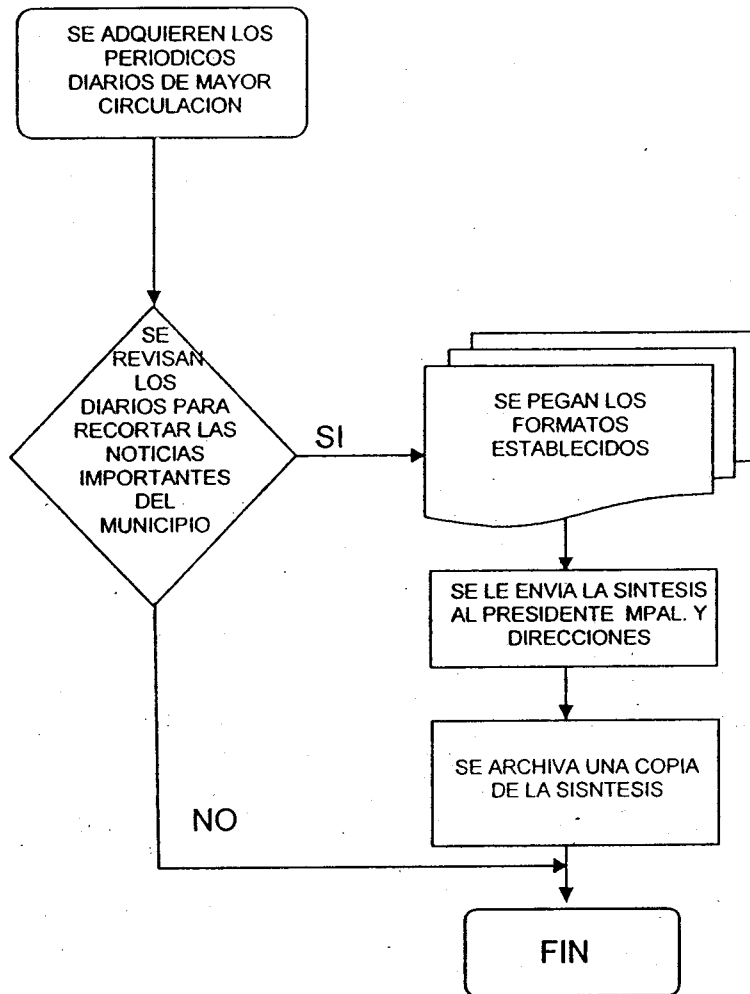 SE ADQUIEREN LOS
PERIODICOS
DIARIOS DE MAYOR
CIRCULACION
SE
REVISAN
LOS
DIARIOS PARA
RECORTAR LAS
NOTICIAS
IMPORTANTES
DEL
MUNICIPIO
SI
SE PEGAN LOS
FORMATOS
ESTABLECIDOS
SE LE ENVIA LA SINTESIS
AL PRESIDENTE MPAL. Y
DIRECCIONES
SE ARCHIVA UNA COPIA
DE LA SISNTESIS
NO
FIN